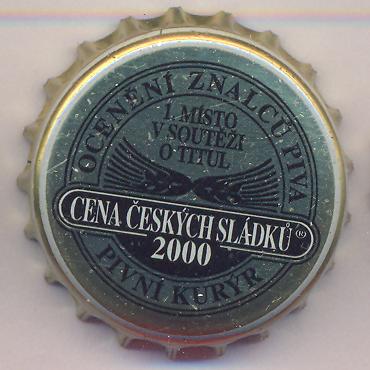 OCENĚNÍ ZNALCŮ PIVA
1. MÍSTO
V SOUTĚŽI
O TITUL
CENA ČESKÝCH SLÁDKŮ ®
2000
PIVNÍ KURÝR